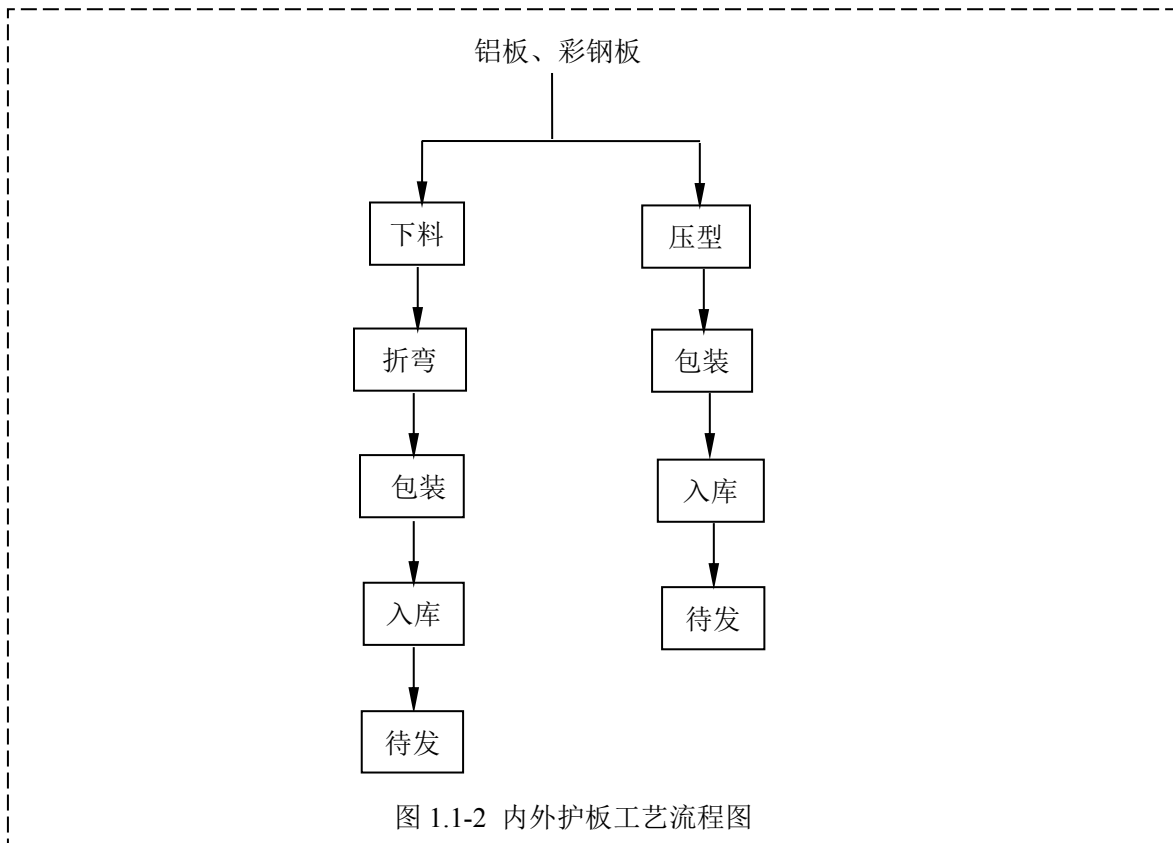 铝板、彩钢板
下料
压型
折弯
包装
包装
入库
入库
待发
待发
图 1.1-2 内外护板工艺流程图